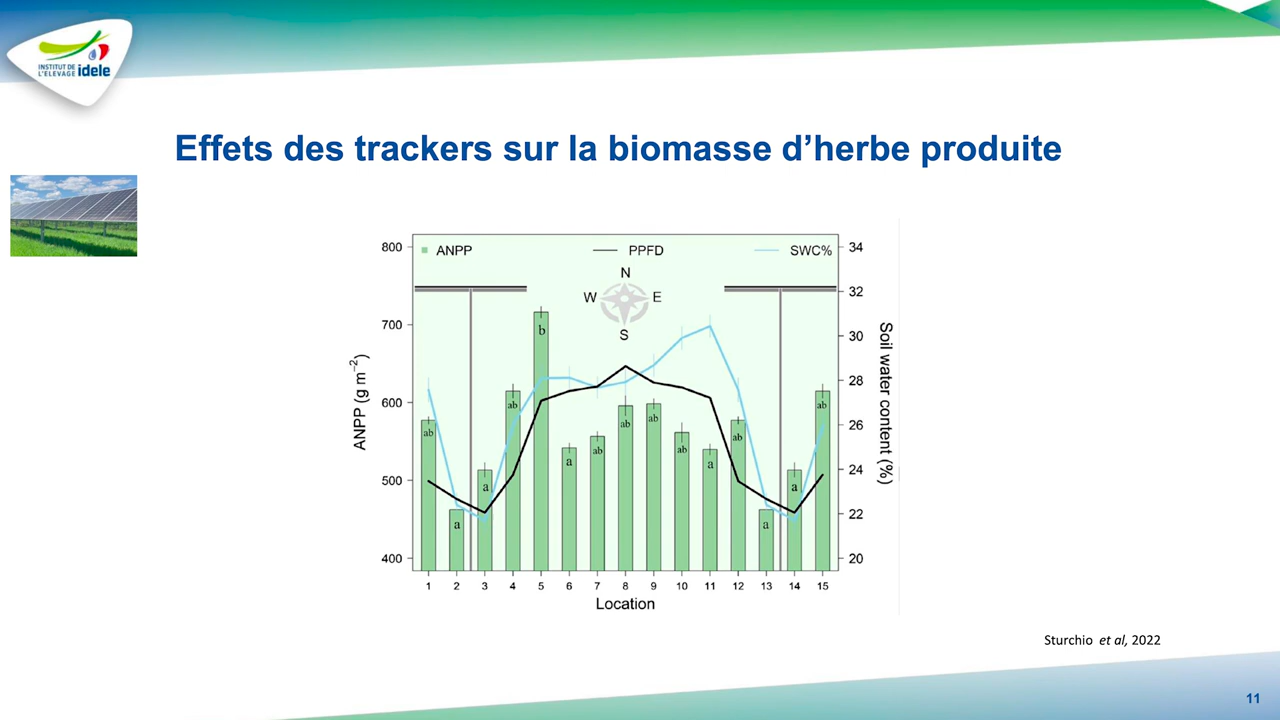 INSTITUT DE
L'ELEVAGE idele
Effets des trackers sur la biomasse d'herbe produite
ANPP PPFD SWC%
N
W E
S
800
700
600
500
400
ANPP (g m⁻²)
34
32
30
28
26
24
22
20
Soil water content (%)
ab a a ab b a ab ab ab ab a ab a a ab
1 2 3 4 5 6 7 8 9 10 11 12 13 14 15
Location
Sturchio et al, 2022
11